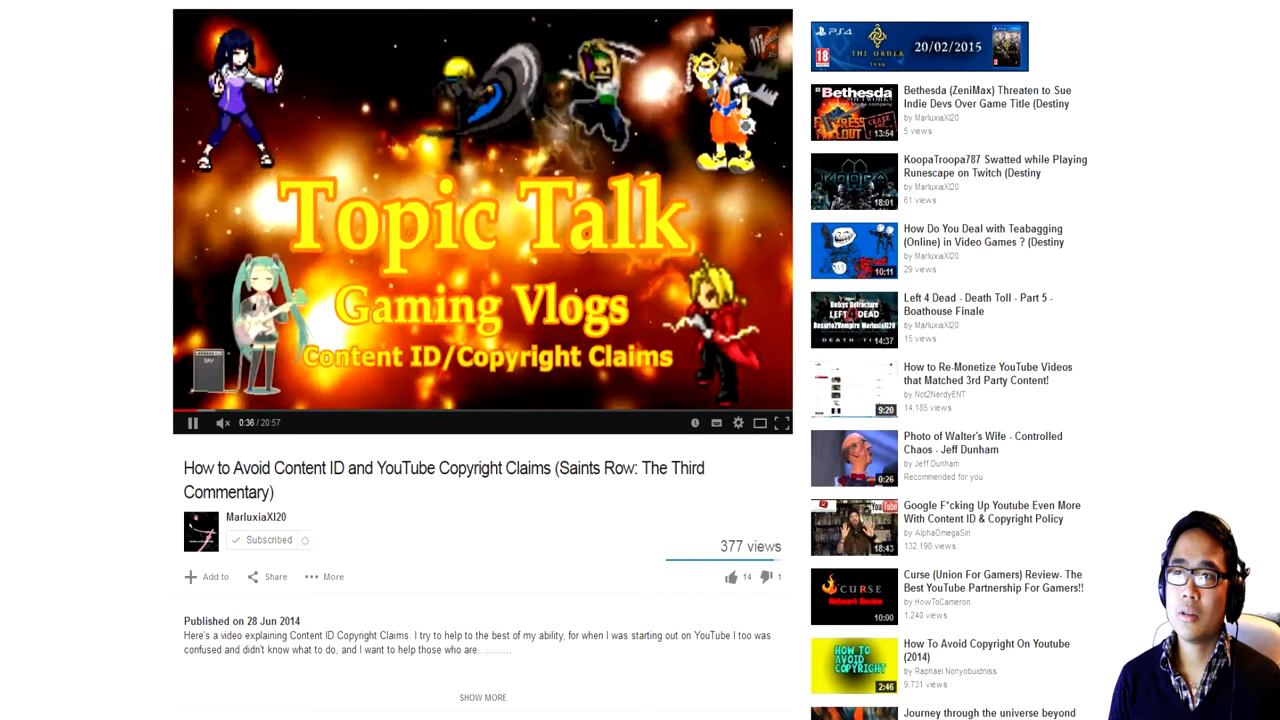 Topic Talk
Gaming Vlogs
Content ID/Copyright Claims
0:36 / 20:57
How to Avoid Content ID and YouTube Copyright Claims (Saints Row: The Third
Commentary)
MarluxiaXI20
Subscribed
377 views
Add to
Share
More
14
1
Published on 28 Jun 2014
Here's a video explaining Content ID Copyright Claims. I try to help to the best of my ability, for when I was starting out on YouTube I too was
confused and didn't know what to do, and I want to help those who are............
SHOW MORE
PS4
18
THE ORDER
1886
20/02/2015
Bethesda
13:54
Bethesda (ZeniMax) Threaten to Sue
Indie Devs Over Game Title (Destiny
by MarluxiaXI20
5 views
KOOPA
18:01
KoopaTroopa787 Swatted while Playing
Runescape on Twitch (Destiny
by MarluxiaXI20
61 views
10:11
How Do You Deal with Teabagging
(Online) in Video Games ? (Destiny
by MarluxiaXI20
29 views
LEFT 4 DEAD
Rosario2Vampire MarluxiaXI20
14:37
Left 4 Dead - Death Toll - Part 5 -
Boathouse Finale
by MarluxiaXI20
15 views
9:20
How to Re-Monetize YouTube Videos
that Matched 3rd Party Content!
by Not2NerdyENT
14,185 views
0:26
Photo of Walter's Wife - Controlled
Chaos - Jeff Dunham
by Jeff Dunham
Recommended for you
18:43
Google F*cking Up Youtube Even More
With Content ID & Copyright Policy
by AlphaOmegaSin
132,198 views
CURSE
Network Review
10:00
Curse (Union For Gamers) Review- The
Best YouTube Partnership For Gamers!!
by HowToCameron
1,240 views
HOW TO
AVOID
COPYRIGHT
2:46
How To Avoid Copyright On Youtube
(2014)
by Raphael Nonyobuidniss
9,731 views
Journey through the universe beyond